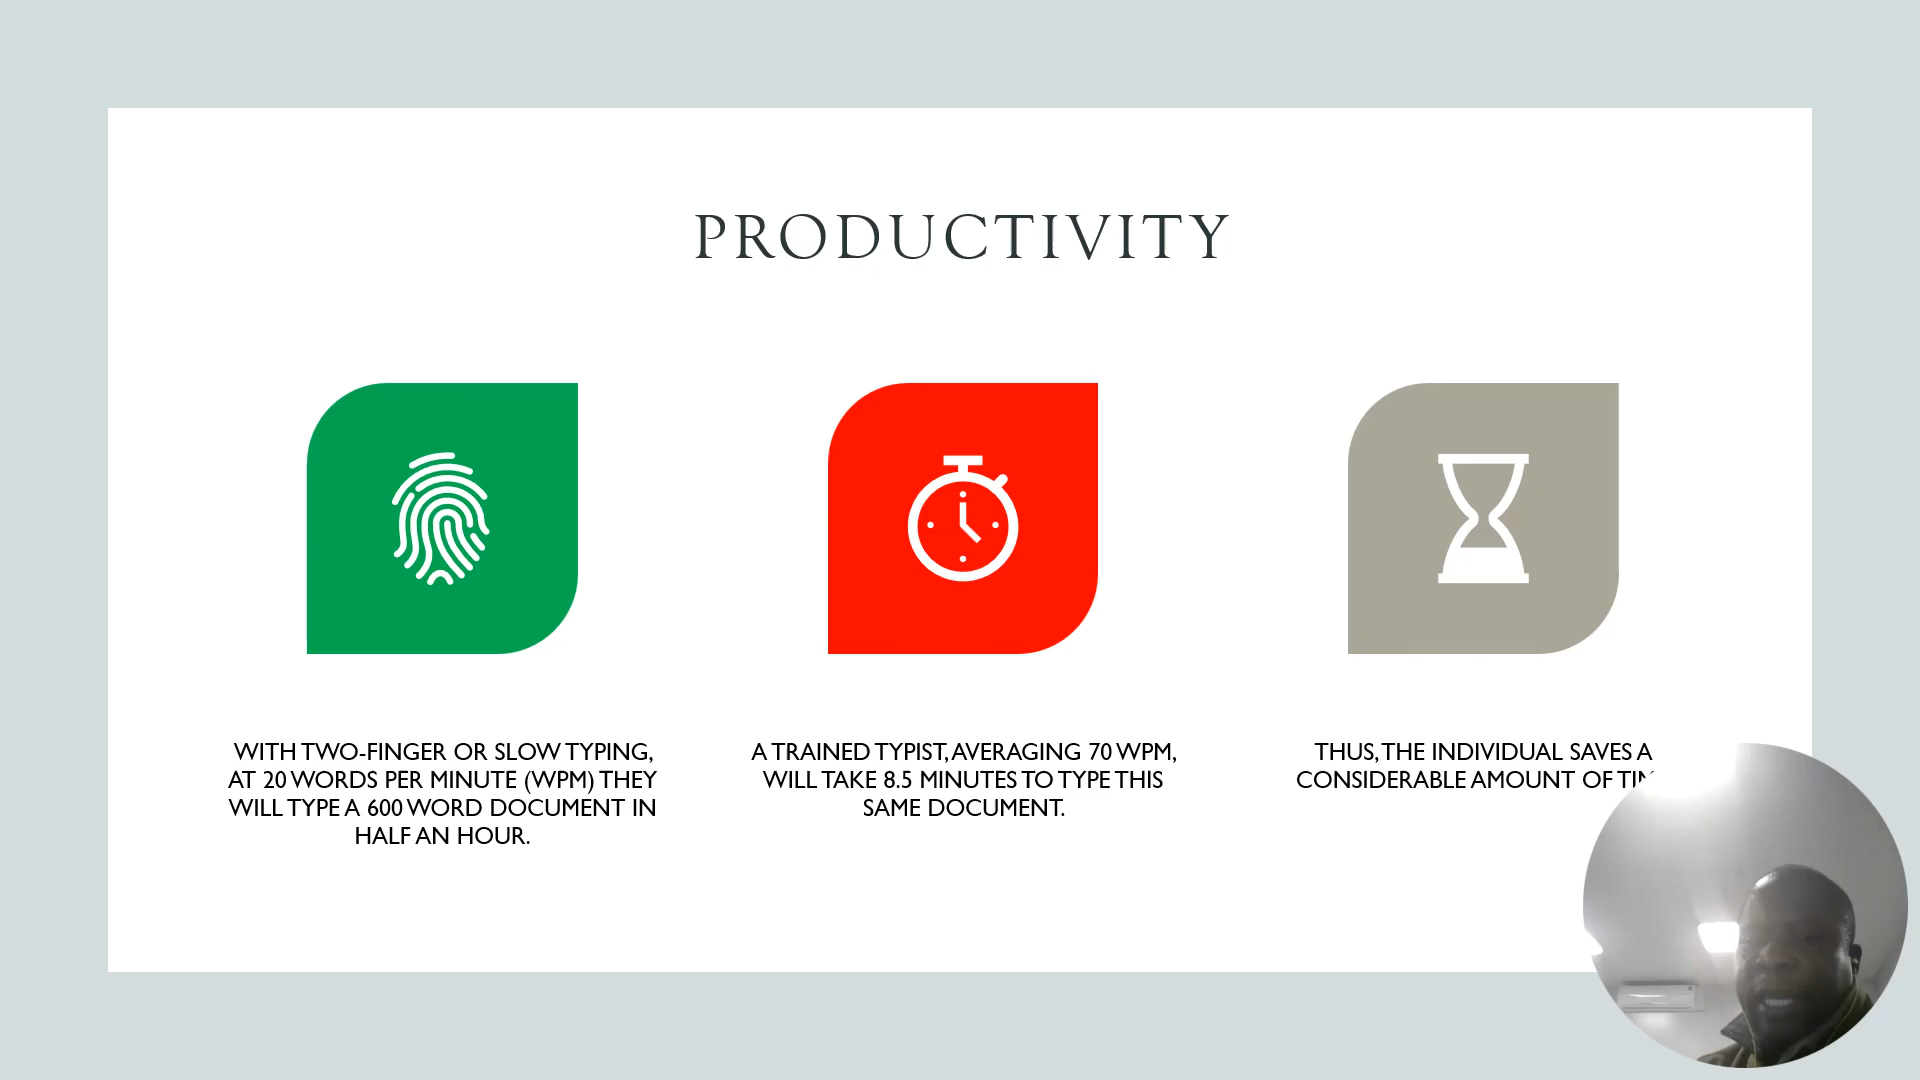 PRODUCTIVITY
WITH TWO-FINGER OR SLOW TYPING,
AT 20 WORDS PER MINUTE (WPM) THEY
WILL TYPE A 600 WORD DOCUMENT IN
HALF AN HOUR.
A TRAINED TYPIST, AVERAGING 70 WPM,
WILL TAKE 8.5 MINUTES TO TYPE THIS
SAME DOCUMENT.
THUS, THE INDIVIDUAL SAVES A
CONSIDERABLE AMOUNT OF